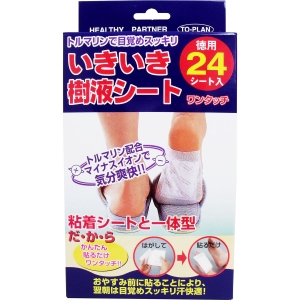 HEALTHY PARTNER TO-PLAN
トルマリンで目覚めスッキリ
いきいき
樹液シート
徳用
24
シート入
ワンタッチ
トルマリン配合
マイナスイオンで
気分爽快!!
粘着シートと一体型
だ・か・ら
かんたん
貼るだけ
ワンタッチ!!
はがして
貼るだけ
おやすみ前に貼ることにより、
翌朝は目覚めスッキリ汗快適!